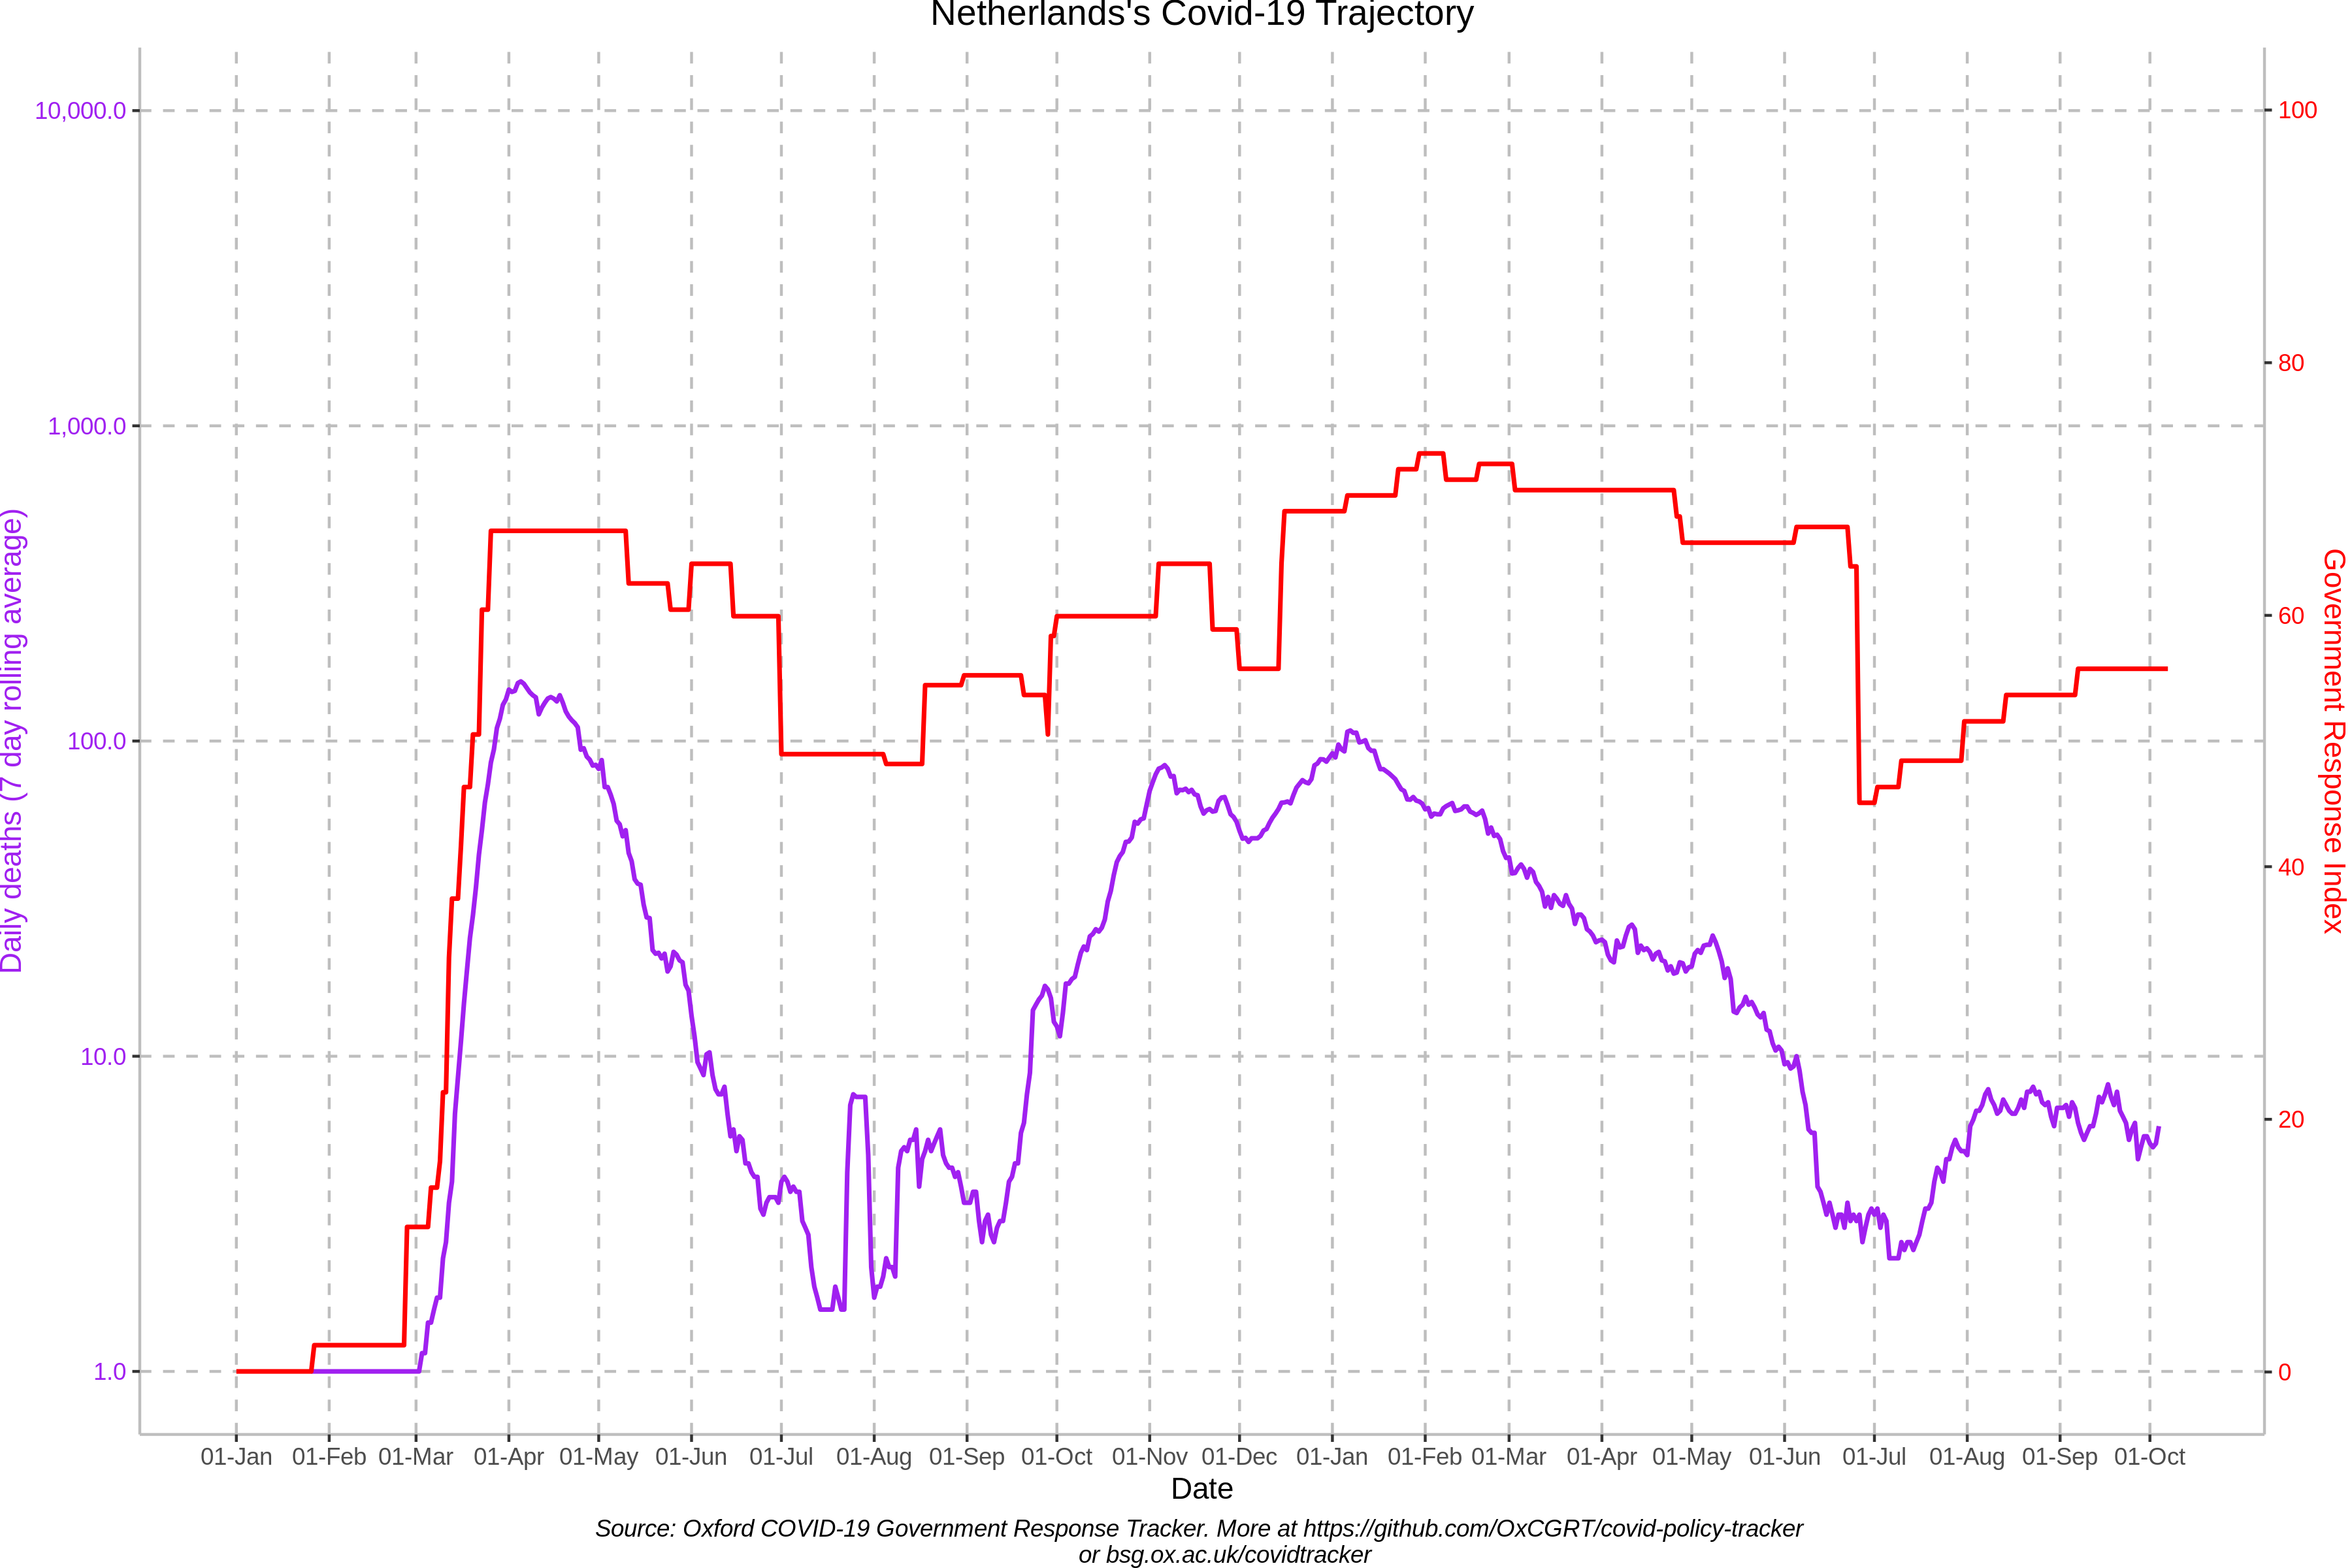 Netherlands's Covid-19 Trajectory
10,000.0
1,000.0
100.0
10.0
1.0
Daily deaths (7 day rolling average)
100
80
60
40
20
0
Government Response Index
01-Jan 01-Feb 01-Mar 01-Apr 01-May 01-Jun 01-Jul 01-Aug 01-Sep 01-Oct 01-Nov 01-Dec 01-Jan 01-Feb 01-Mar 01-Apr 01-May 01-Jun 01-Jul 01-Aug 01-Sep 01-Oct
Date
Source: Oxford COVID-19 Government Response Tracker. More at https://github.com/OxCGRT/covid-policy-tracker
or bsg.ox.ac.uk/covidtracker